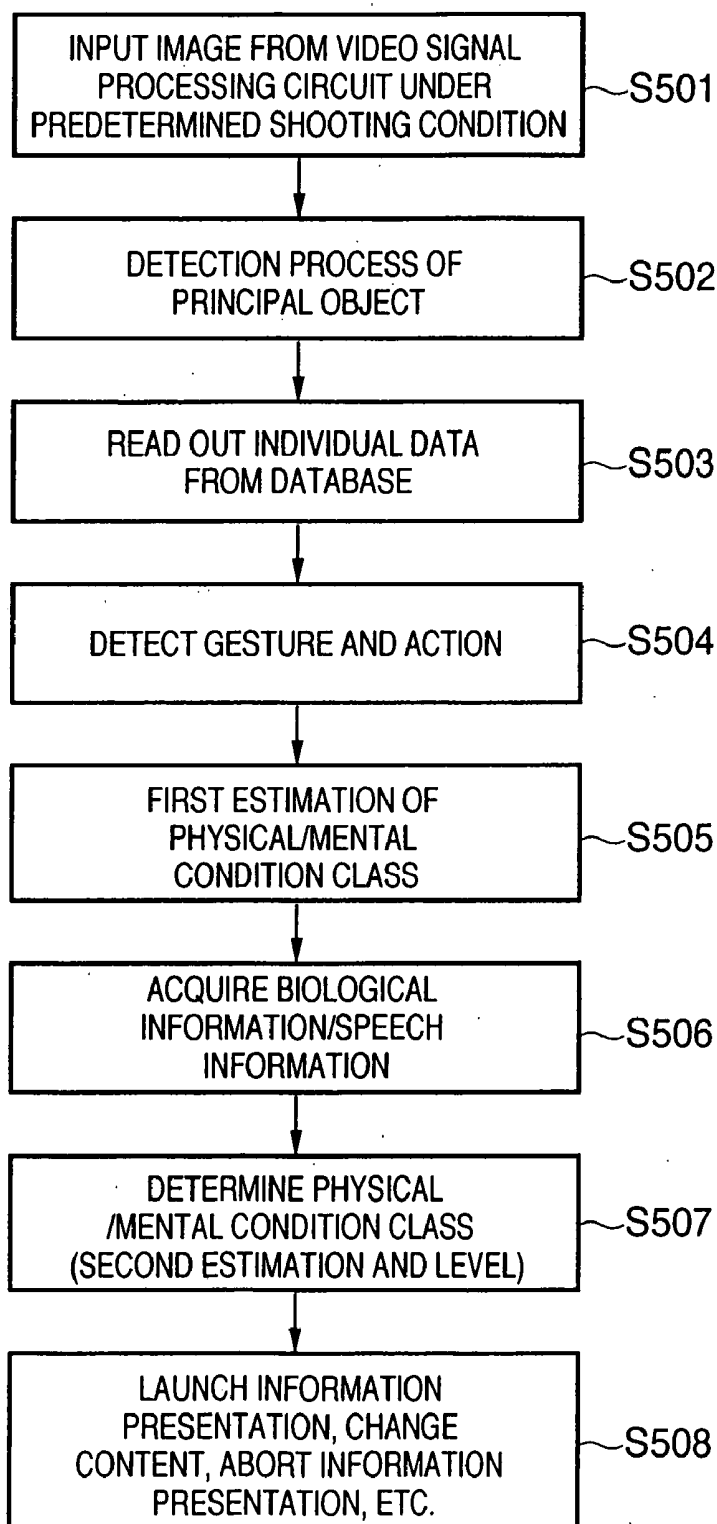 INPUT IMAGE FROM VIDEO SIGNAL
PROCESSING CIRCUIT UNDER
PREDETERMINED SHOOTING CONDITION
S501
DETECTION PROCESS OF
PRINCIPAL OBJECT
S502
READ OUT INDIVIDUAL DATA
FROM DATABASE
S503
DETECT GESTURE AND ACTION
S504
FIRST ESTIMATION OF
PHYSICAL/MENTAL
CONDITION CLASS
S505
ACQUIRE BIOLOGICAL
INFORMATION/SPEECH
INFORMATION
S506
DETERMINE PHYSICAL
/MENTAL CONDITION CLASS
(SECOND ESTIMATION AND LEVEL)
S507
LAUNCH INFORMATION
PRESENTATION, CHANGE
CONTENT, ABORT INFORMATION
PRESENTATION, ETC.
S508